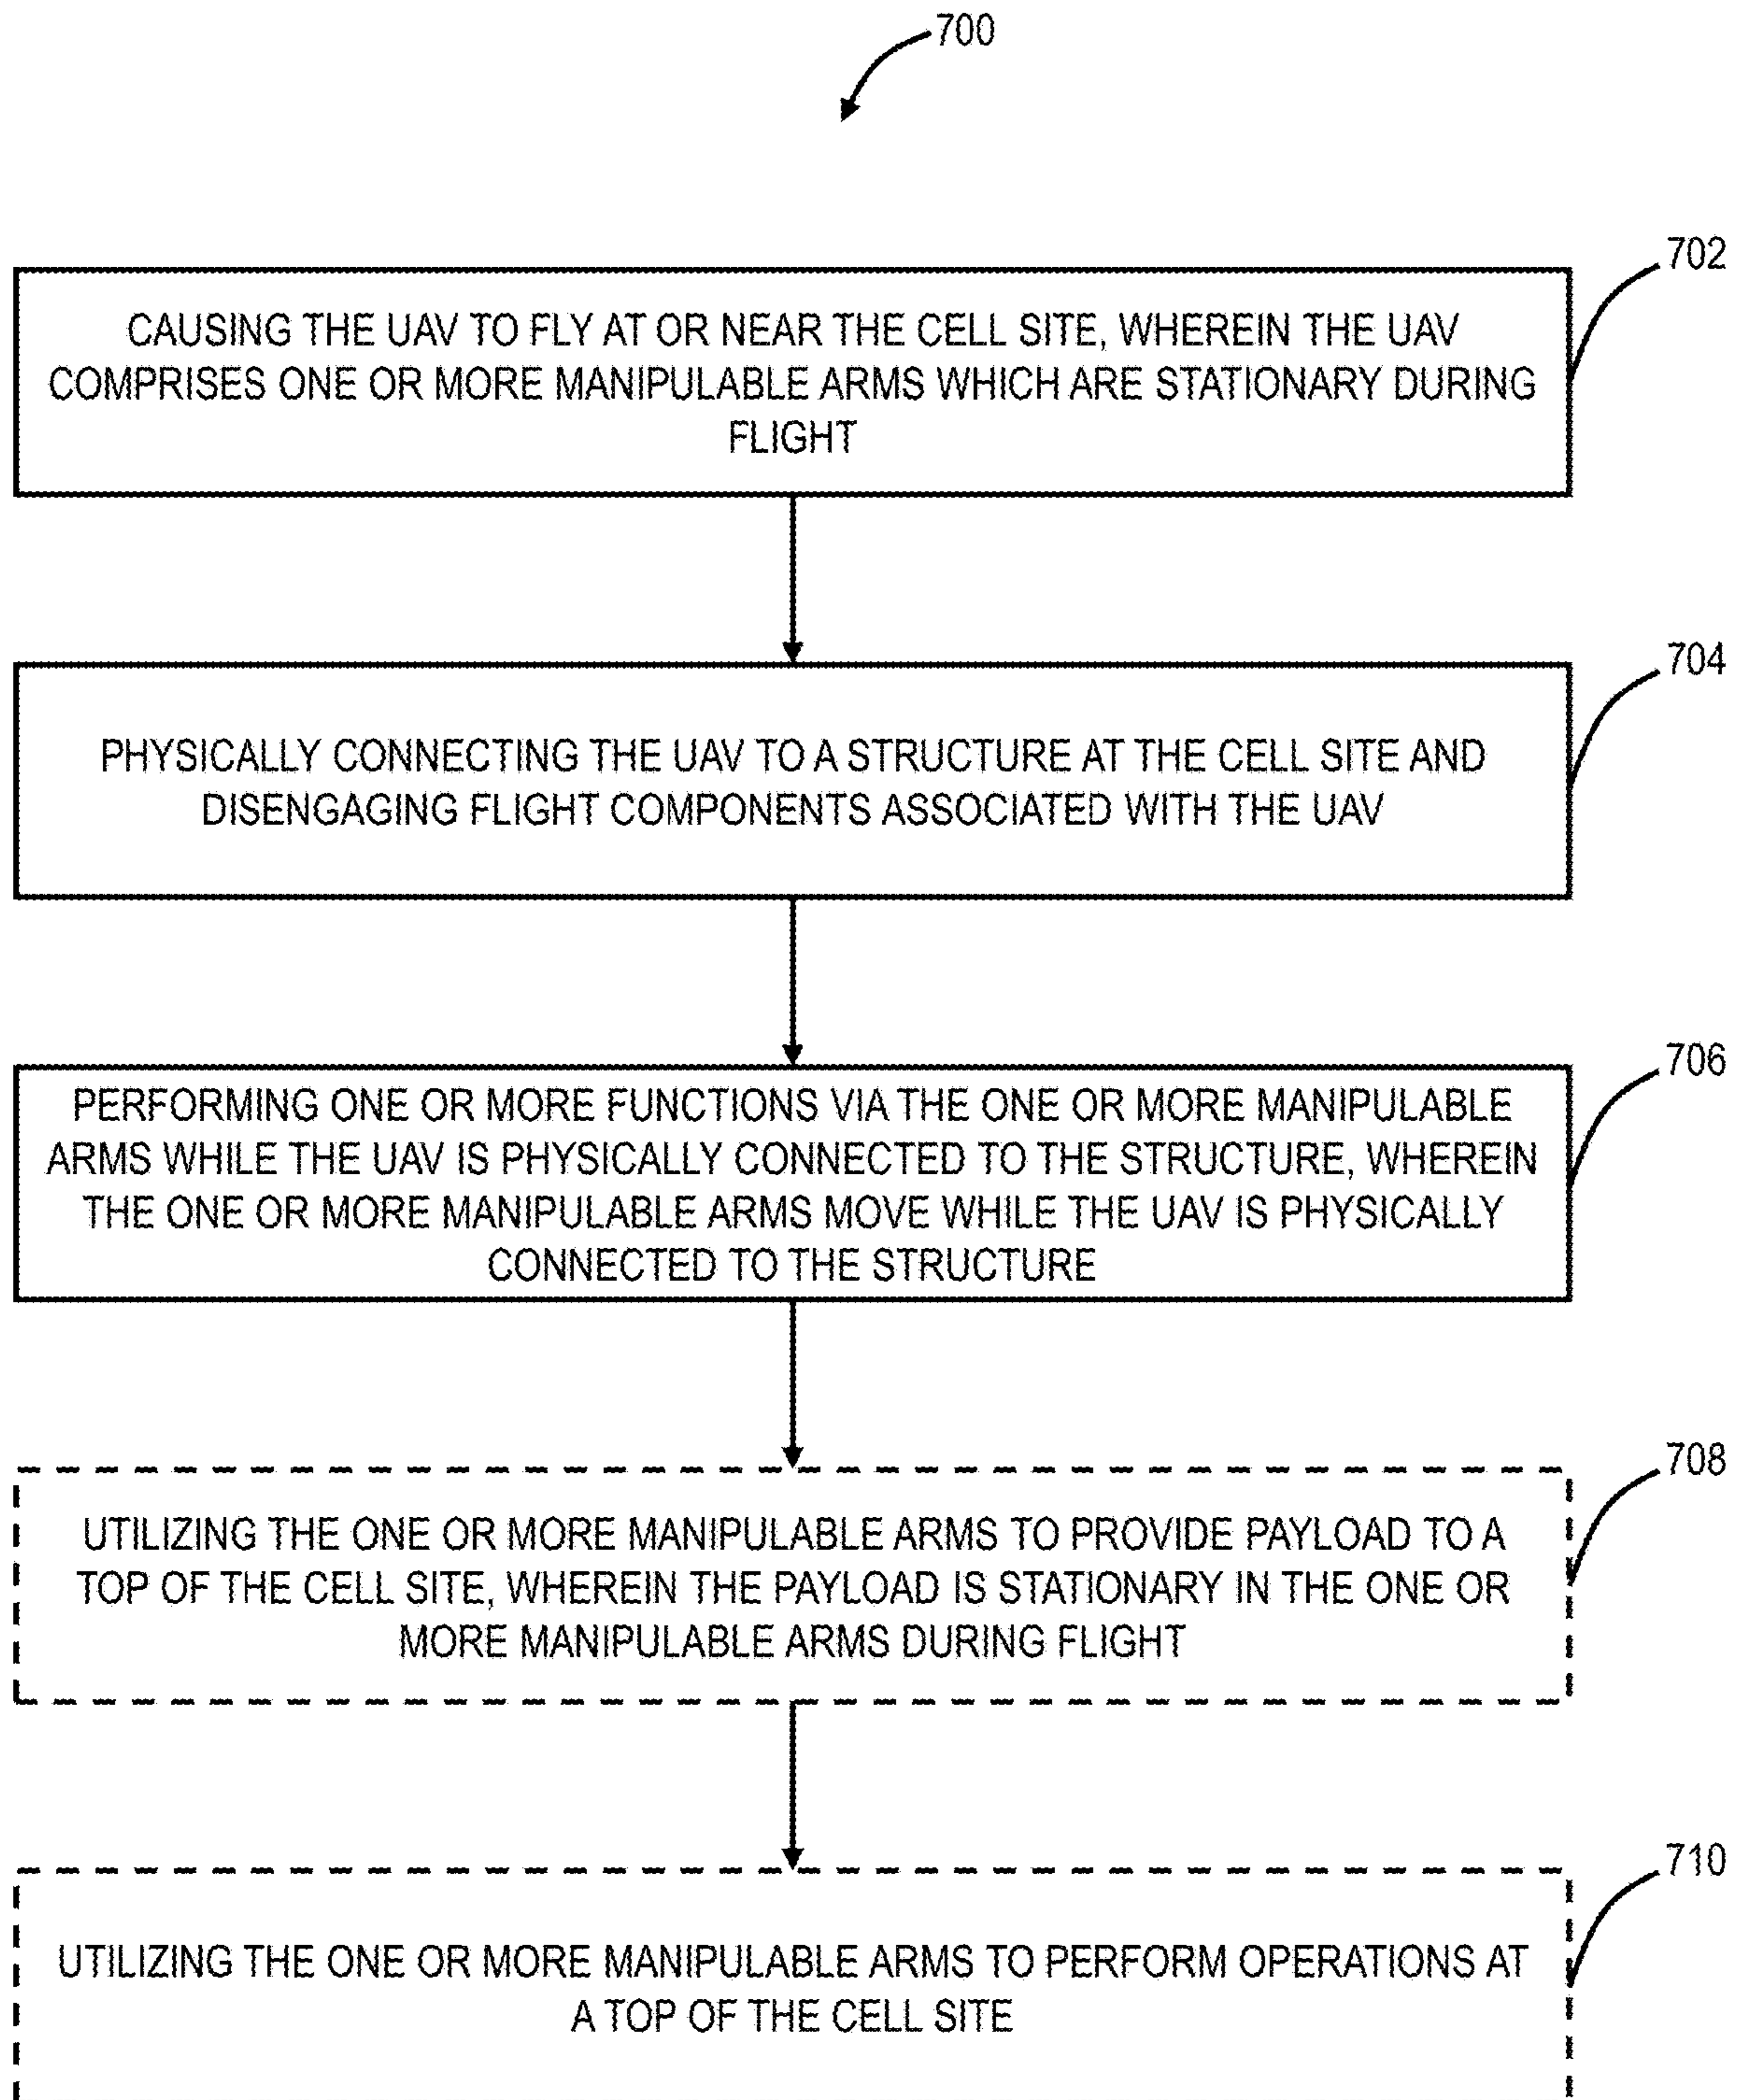 700
702
CAUSING THE UAV TO FLY AT OR NEAR THE CELL SITE, WHEREIN THE UAV
COMPRISES ONE OR MORE MANIPULABLE ARMS WHICH ARE STATIONARY DURING
FLIGHT
704
PHYSICALLY CONNECTING THE UAV TO A STRUCTURE AT THE CELL SITE AND
DISENGAGING FLIGHT COMPONENTS ASSOCIATED WITH THE UAV
706
PERFORMING ONE OR MORE FUNCTIONS VIA THE ONE OR MORE MANIPULABLE
ARMS WHILE THE UAV IS PHYSICALLY CONNECTED TO THE STRUCTURE, WHEREIN
THE ONE OR MORE MANIPULABLE ARMS MOVE WHILE THE UAV IS PHYSICALLY
CONNECTED TO THE STRUCTURE
708
UTILIZING THE ONE OR MORE MANIPULABLE ARMS TO PROVIDE PAYLOAD TO A
TOP OF THE CELL SITE, WHEREIN THE PAYLOAD IS STATIONARY IN THE ONE OR
MORE MANIPULABLE ARMS DURING FLIGHT
710
UTILIZING THE ONE OR MORE MANIPULABLE ARMS TO PERFORM OPERATIONS AT
A TOP OF THE CELL SITE